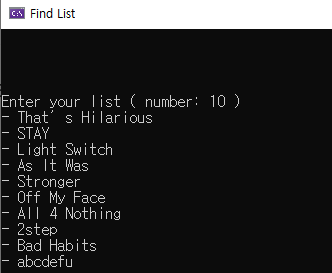 Find List
Enter your list ( number: 10 )
- That's Hilarious
- STAY
- Light Switch
- As It Was
- Stronger
- Off My Face
- All 4 Nothing
- 2step
- Bad Habits
- abcdefu